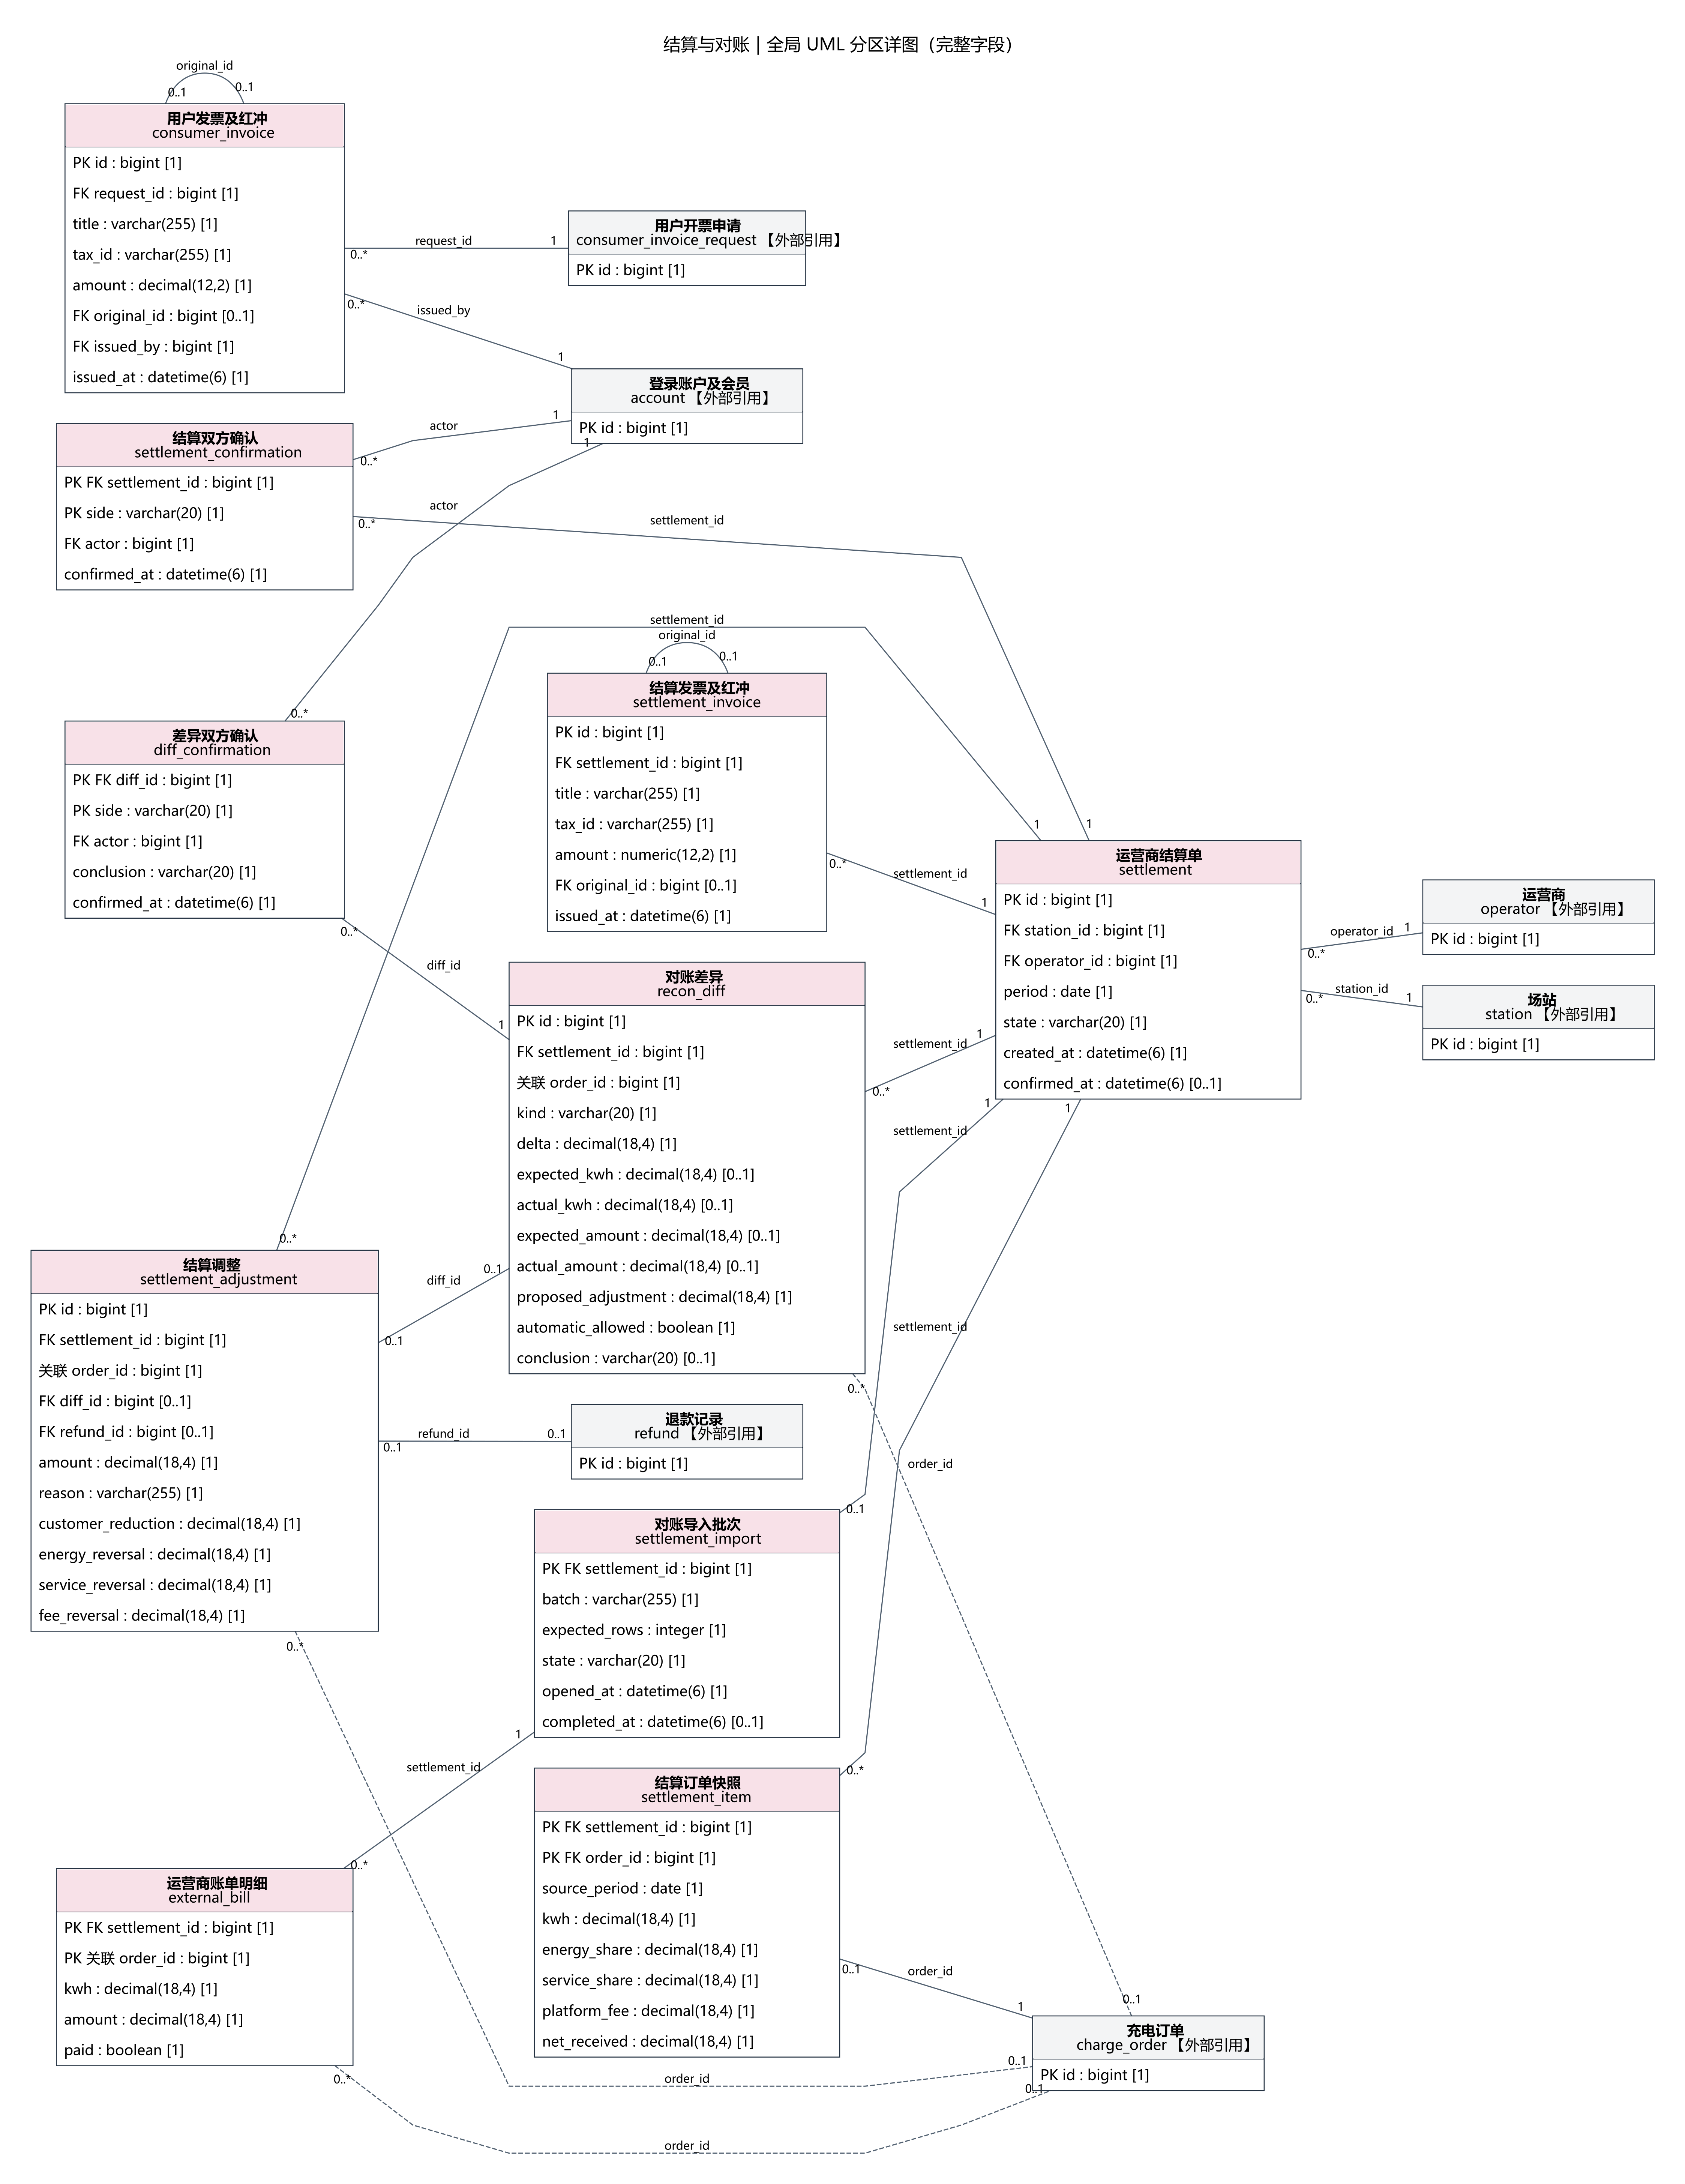 结算与对账 | 全局 UML 分区详图（完整字段）
original_id
0..1
0..1
用户发票及红冲
consumer_invoice
PK id : bigint [1]
FK request_id : bigint [1]
title : varchar(255) [1]
tax_id : varchar(255) [1]
amount : decimal(12,2) [1]
FK original_id : bigint [0..1]
FK issued_by : bigint [1]
issued_at : datetime(6) [1]
0..*
request_id
1
用户开票申请
consumer_invoice_request 【外部引用】
PK id : bigint [1]
0..*
issued_by
1
登录账户及会员
account 【外部引用】
PK id : bigint [1]
结算双方确认
settlement_confirmation
PK FK settlement_id : bigint [1]
PK side : varchar(20) [1]
FK actor : bigint [1]
confirmed_at : datetime(6) [1]
0..*
actor
1
1
actor
0..*
settlement_id
settlement_id
original_id
0..1
0..1
0..*
差异双方确认
diff_confirmation
PK FK diff_id : bigint [1]
PK side : varchar(20) [1]
FK actor : bigint [1]
conclusion : varchar(20) [1]
confirmed_at : datetime(6) [1]
0..*
diff_id
1
结算发票及红冲
settlement_invoice
PK id : bigint [1]
FK settlement_id : bigint [1]
title : varchar(255) [1]
tax_id : varchar(255) [1]
amount : numeric(12,2) [1]
FK original_id : bigint [0..1]
issued_at : datetime(6) [1]
0..*
settlement_id
1
1
1
运营商结算单
settlement
PK id : bigint [1]
FK station_id : bigint [1]
FK operator_id : bigint [1]
period : date [1]
state : varchar(20) [1]
created_at : datetime(6) [1]
confirmed_at : datetime(6) [0..1]
0..*
operator_id
1
运营商
operator 【外部引用】
PK id : bigint [1]
0..*
station_id
1
场站
station 【外部引用】
PK id : bigint [1]
对账差异
recon_diff
PK id : bigint [1]
FK settlement_id : bigint [1]
关联 order_id : bigint [1]
kind : varchar(20) [1]
delta : decimal(18,4) [1]
expected_kwh : decimal(18,4) [0..1]
actual_kwh : decimal(18,4) [0..1]
expected_amount : decimal(18,4) [0..1]
actual_amount : decimal(18,4) [0..1]
proposed_adjustment : decimal(18,4) [1]
automatic_allowed : boolean [1]
conclusion : varchar(20) [0..1]
0..*
settlement_id
1
1
settlement_id
1
settlement_id
0..*
order_id
0..*
结算调整
settlement_adjustment
PK id : bigint [1]
FK settlement_id : bigint [1]
关联 order_id : bigint [1]
FK diff_id : bigint [0..1]
FK refund_id : bigint [0..1]
amount : decimal(18,4) [1]
reason : varchar(255) [1]
customer_reduction : decimal(18,4) [1]
energy_reversal : decimal(18,4) [1]
service_reversal : decimal(18,4) [1]
fee_reversal : decimal(18,4) [1]
0..1
diff_id
0..1
0..1
refund_id
0..1
退款记录
refund 【外部引用】
PK id : bigint [1]
0..*
0..1
对账导入批次
settlement_import
PK FK settlement_id : bigint [1]
batch : varchar(255) [1]
expected_rows : integer [1]
state : varchar(20) [1]
opened_at : datetime(6) [1]
completed_at : datetime(6) [0..1]
1
settlement_id
0..*
运营商账单明细
external_bill
PK FK settlement_id : bigint [1]
PK 关联 order_id : bigint [1]
kwh : decimal(18,4) [1]
amount : decimal(18,4) [1]
paid : boolean [1]
0..*
0..*
结算订单快照
settlement_item
PK FK settlement_id : bigint [1]
PK FK order_id : bigint [1]
source_period : date [1]
kwh : decimal(18,4) [1]
energy_share : decimal(18,4) [1]
service_share : decimal(18,4) [1]
platform_fee : decimal(18,4) [1]
net_received : decimal(18,4) [1]
0..1
order_id
1
0..1
充电订单
charge_order 【外部引用】
PK id : bigint [1]
0..1
order_id
0..1
order_id